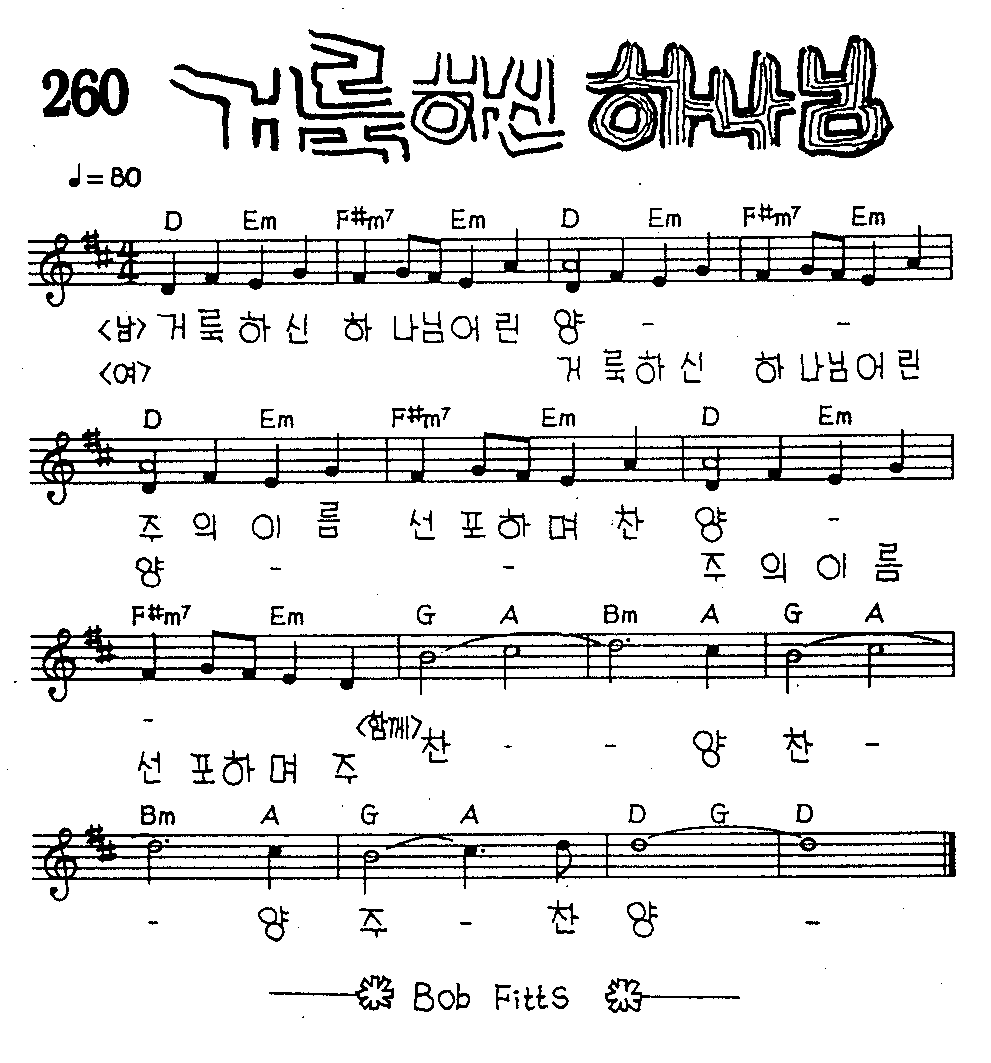 260 거룩하신 하나님
♩= 80
D Em F#m7 Em D Em F#m7 Em
4/4
<남> 거 룩 하 신 하 나님어 린 양 - -
<여> 거 룩하 신 하 나님어 린
D Em F#m7 Em D Em
주 의 이 름 선 포하 며 찬 양 -
양 - - 주 의 이 름
F#m7 Em G A Bm A G A
- <함께> 찬 - - 양 찬 -
선 포하 며 주
Bm A G A D G D
- 양 주 - 찬 양 -
Bob Fitts